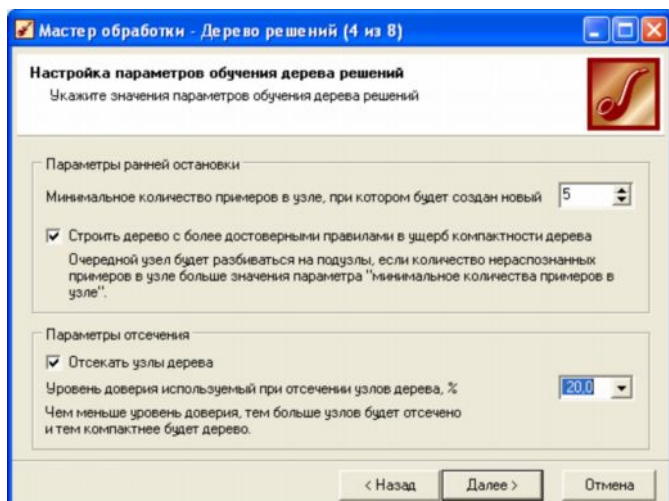 Мастер обработки - Дерево решений (4 из 8)
Настройка параметров обучения дерева решений
Укажите значения параметров обучения дерева решений
Параметры ранней остановки
Минимальное количество примеров в узле, при котором будет создан новый 5
Строить дерево с более достоверными правилами в ущерб компактности дерева
Очередной узел будет разбиваться на подузлы, если количество нераспознанных
примеров в узле больше значения параметра "минимальное количества примеров в
узле".
Параметры отсечения
Отсекать узлы дерева
Уровень доверия используемый при отсечении узлов дерева, % 20,0
Чем меньше уровень доверия, тем больше узлов будет отсечено
и тем компактнее будет дерево.
< Назад Далее > Отмена